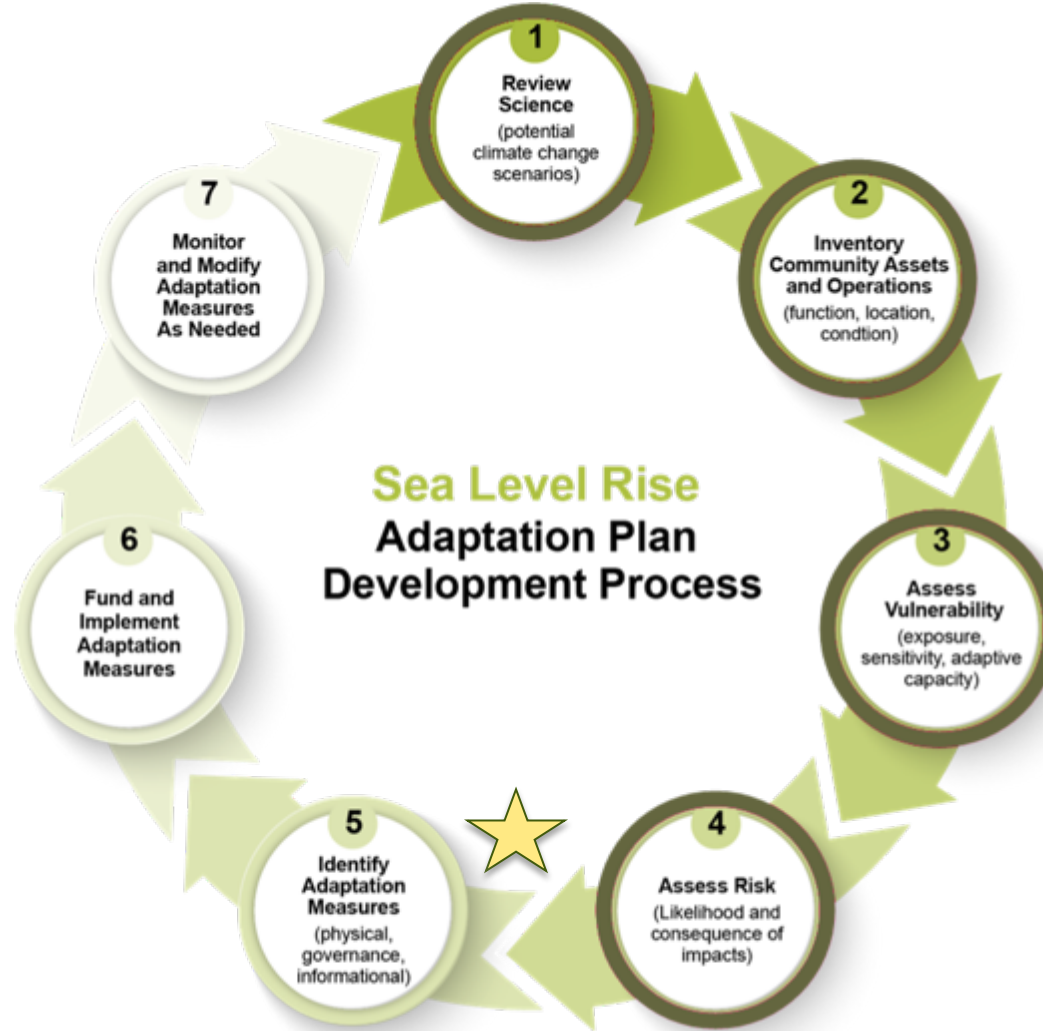 1
Review
Science
(potential
climate change
scenarios)
2
Inventory
Community Assets
and Operations
(function, location,
condtion)
3
Assess
Vulnerability
(exposure,
sensitivity, adaptive
capacity)
4
Assess Risk
(Likelihood and
consequence of
impacts)
5
Identify
Adaptation
Measures
(physical,
governance,
informational)
6
Fund and
Implement
Adaptation
Measures
7
Monitor
and Modify
Adaptation
Measures
As Needed
Sea Level Rise
Adaptation Plan
Development Process